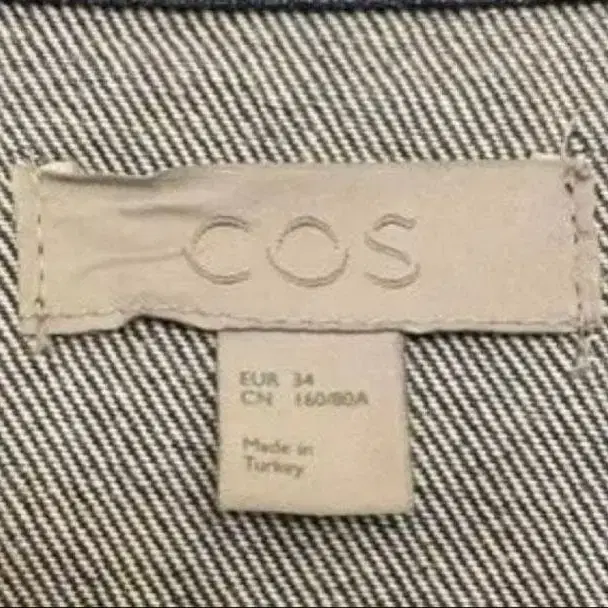 COS
EUR 34
CN 160/80A
Made in
Turkey